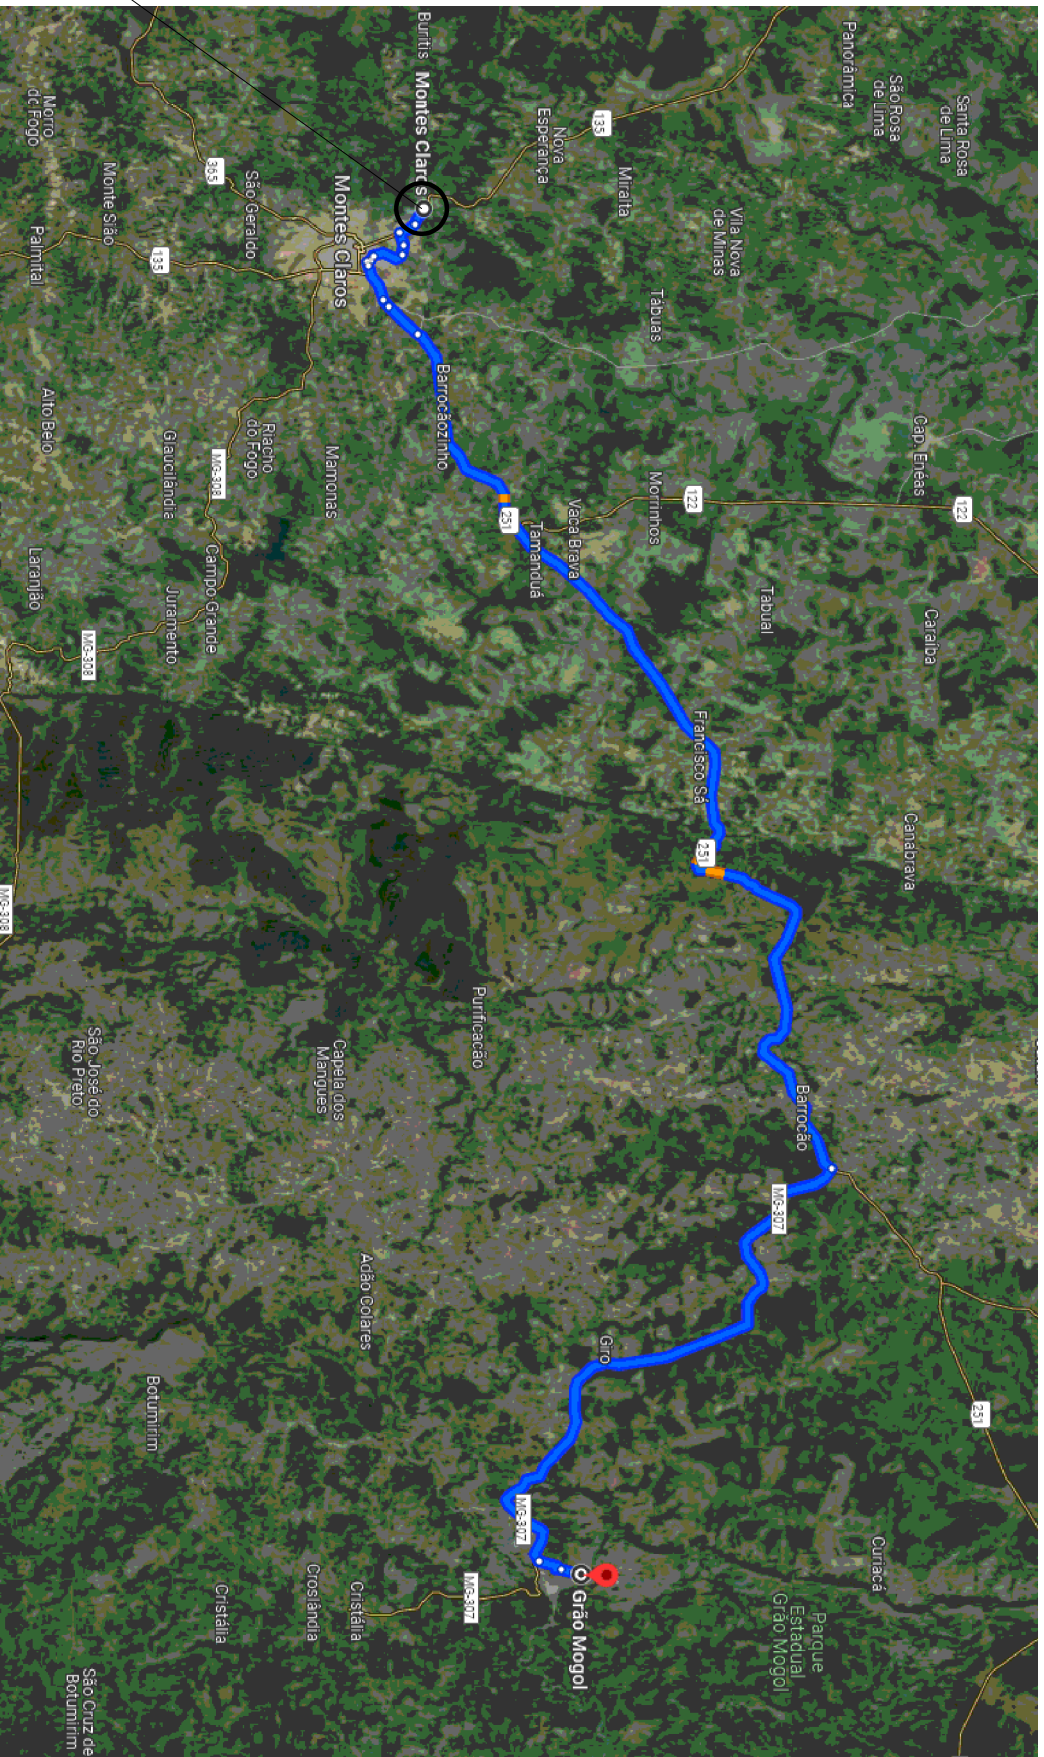 Buritis
Montes Claros
135
Nova
Esperança
Panorâmica
São Rosa
de Lima
Santa Rosa
de Lima
Miralta
Vila Nova
de Minas
Morro
do Fogo
365
Monte Sião
São Geraldo
Montes Claros
Palmital
135
Tábuas
Barrocãozinho
Alto Belo
Riacho
do Fogo
Glaucilândia
MG-308
Mamonas
Cap. Enéas
122
122
Morrinhos
Vaca Brava
251
Tamanduá
Laranjão
Campo Grande
Juramento
MG-308
Tabual
Caraíba
Francisco Sá
251
Canabrava
MG-308
Purificação
São José do
Rio Preto
Capela dos
Mangues
Barrocão
MG-307
Adão Colares
Giro
Botumirim
251
MG-307
Curiacá
Grão Mogol
Parque
Estadual
Grão Mogol
MG-307
Cristália
Croslândia
Cristália
São Cruz de
Botumirim